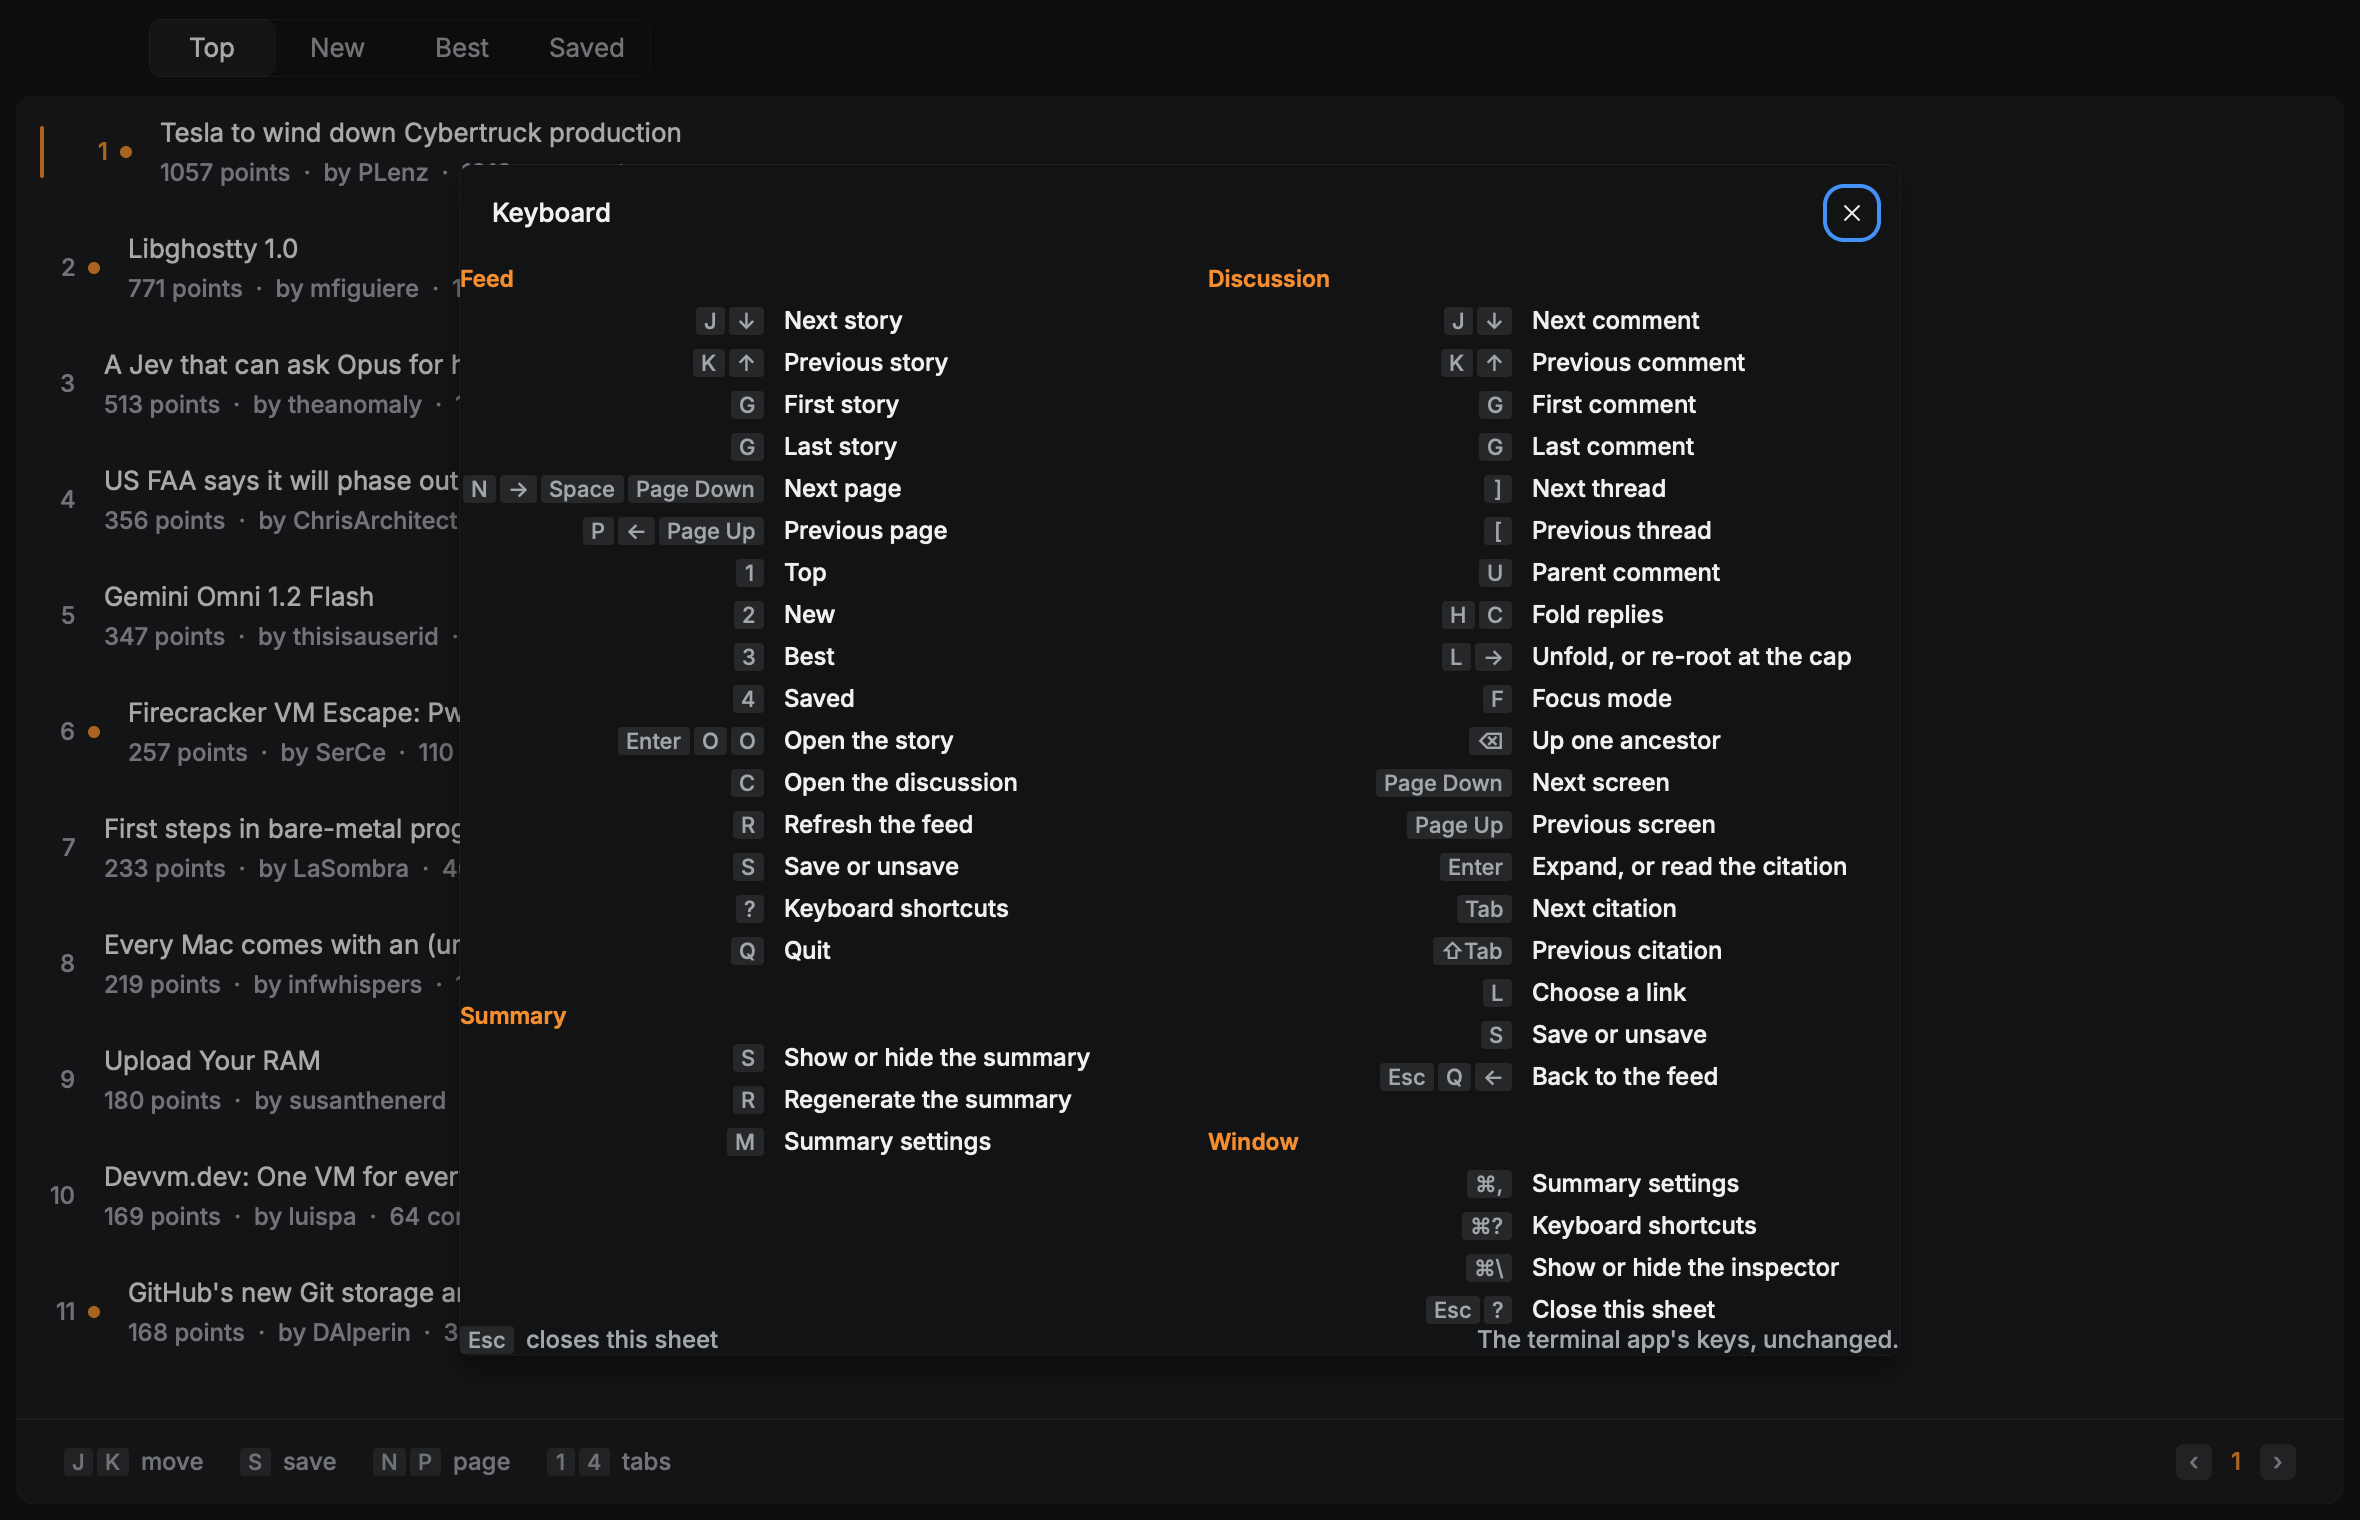 Top New Best Saved
1 Tesla to wind down Cybertruck production
1057 points · by PLenz ·
2 Libghostty 1.0
771 points · by mfiguiere ·
3 A Jev that can ask Opus for
513 points · by theanomaly ·
4 US FAA says it will phase out
356 points · by ChrisArchitect
5 Gemini Omni 1.2 Flash
347 points · by thisisauserid ·
6 Firecracker VM Escape:
257 points · by SerCe · 110
7 First steps in bare-metal
233 points · by LaSombra ·
8 Every Mac comes with an
219 points · by infwhispers ·
9 Upload Your RAM
180 points · by susanthenerd
10 Devvm.dev: One VM for
169 points · by luispa · 64
11 GitHub's new Git storage
168 points · by DAlperin ·
Keyboard
Feed
J ↓ Next story
K ↑ Previous story
G First story
G Last story
N → Space Page Down Next page
P ← Page Up Previous page
1 Top
2 New
3 Best
4 Saved
Enter O O Open the story
C Open the discussion
R Refresh the feed
S Save or unsave
? Keyboard shortcuts
Q Quit
Summary
S Show or hide the summary
R Regenerate the summary
M Summary settings
Discussion
J ↓ Next comment
K ↑ Previous comment
G First comment
G Last comment
] Next thread
[ Previous thread
U Parent comment
H C Fold replies
L → Unfold, or re-root at the cap
F Focus mode
⌫ Up one ancestor
Page Down Next screen
Page Up Previous screen
Enter Expand, or read the citation
Tab Next citation
⇧Tab Previous citation
L Choose a link
S Save or unsave
Esc Q ← Back to the feed
Window
⌘, Summary settings
⌘? Keyboard shortcuts
⌘\ Show or hide the inspector
Esc ? Close this sheet
Esc closes this sheet
The terminal app's keys, unchanged.
J K move S save N P page 1 4 tabs
‹ 1 ›